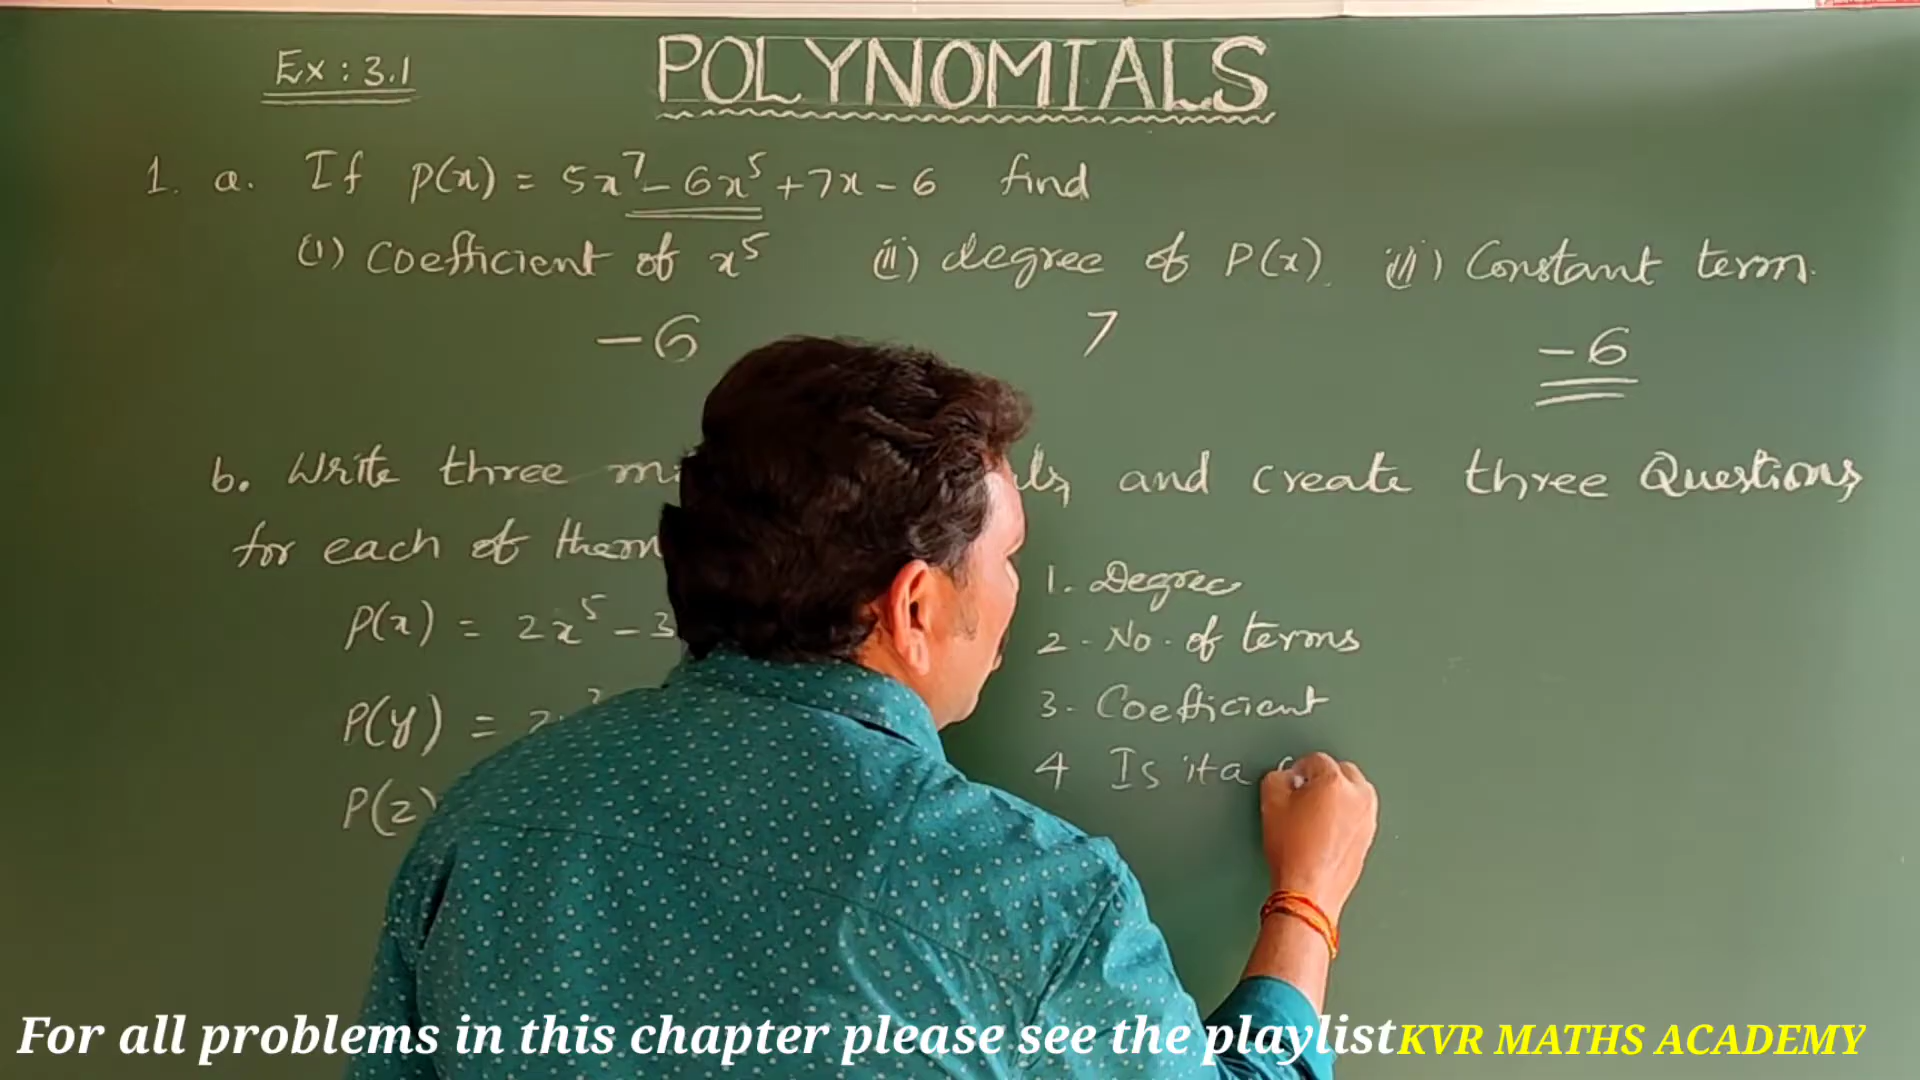 Ex : 3.1
POLYNOMIALS
1. a. If P(x) = 5x⁷ - 6x⁵ + 7x - 6 find
(i) Coefficient of x⁵ (ii) degree of P(x). (iii) Constant term.
-6 7 -6
b. Write three and create three Questions
for each of them
1. Degree
P(x) = 2x⁵ - 3
2. No. of terms
3. Coefficient
P(y) = 2
4 Is it a
P(z)
For all problems in this chapter please see the playlist KVR MATHS ACADEMY